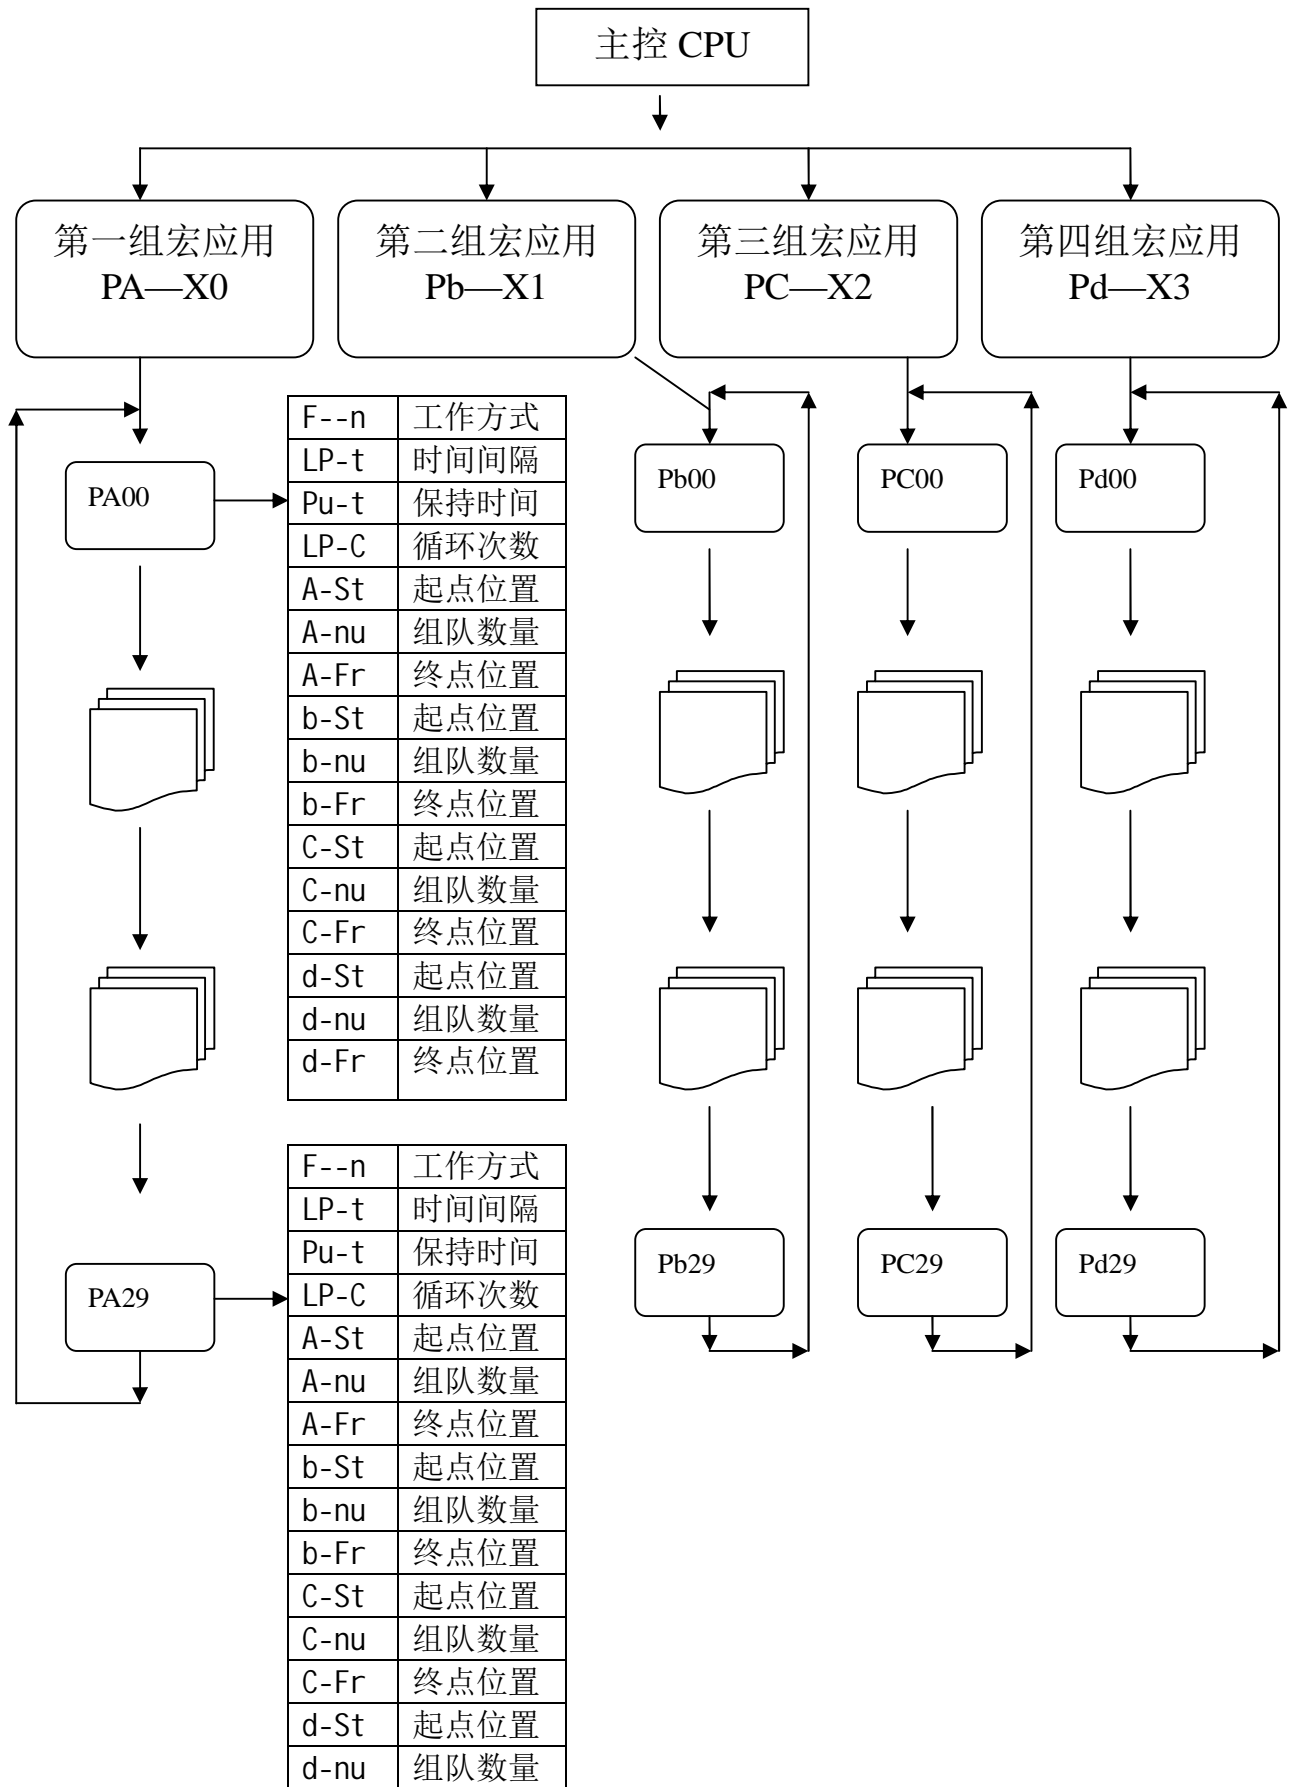 主控 CPU
第一组宏应用
PA—X0
第二组宏应用
Pb—X1
第三组宏应用
PC—X2
第四组宏应用
Pd—X3
PA00
F--n 工作方式
LP-t 时间间隔
Pu-t 保持时间
LP-C 循环次数
A-St 起点位置
A-nu 组队数量
A-Fr 终点位置
b-St 起点位置
b-nu 组队数量
b-Fr 终点位置
C-St 起点位置
C-nu 组队数量
C-Fr 终点位置
d-St 起点位置
d-nu 组队数量
d-Fr 终点位置
Pb00
PC00
Pd00
PA29
F--n 工作方式
LP-t 时间间隔
Pu-t 保持时间
LP-C 循环次数
A-St 起点位置
A-nu 组队数量
A-Fr 终点位置
b-St 起点位置
b-nu 组队数量
b-Fr 终点位置
C-St 起点位置
C-nu 组队数量
C-Fr 终点位置
d-St 起点位置
d-nu 组队数量
Pb29
PC29
Pd29